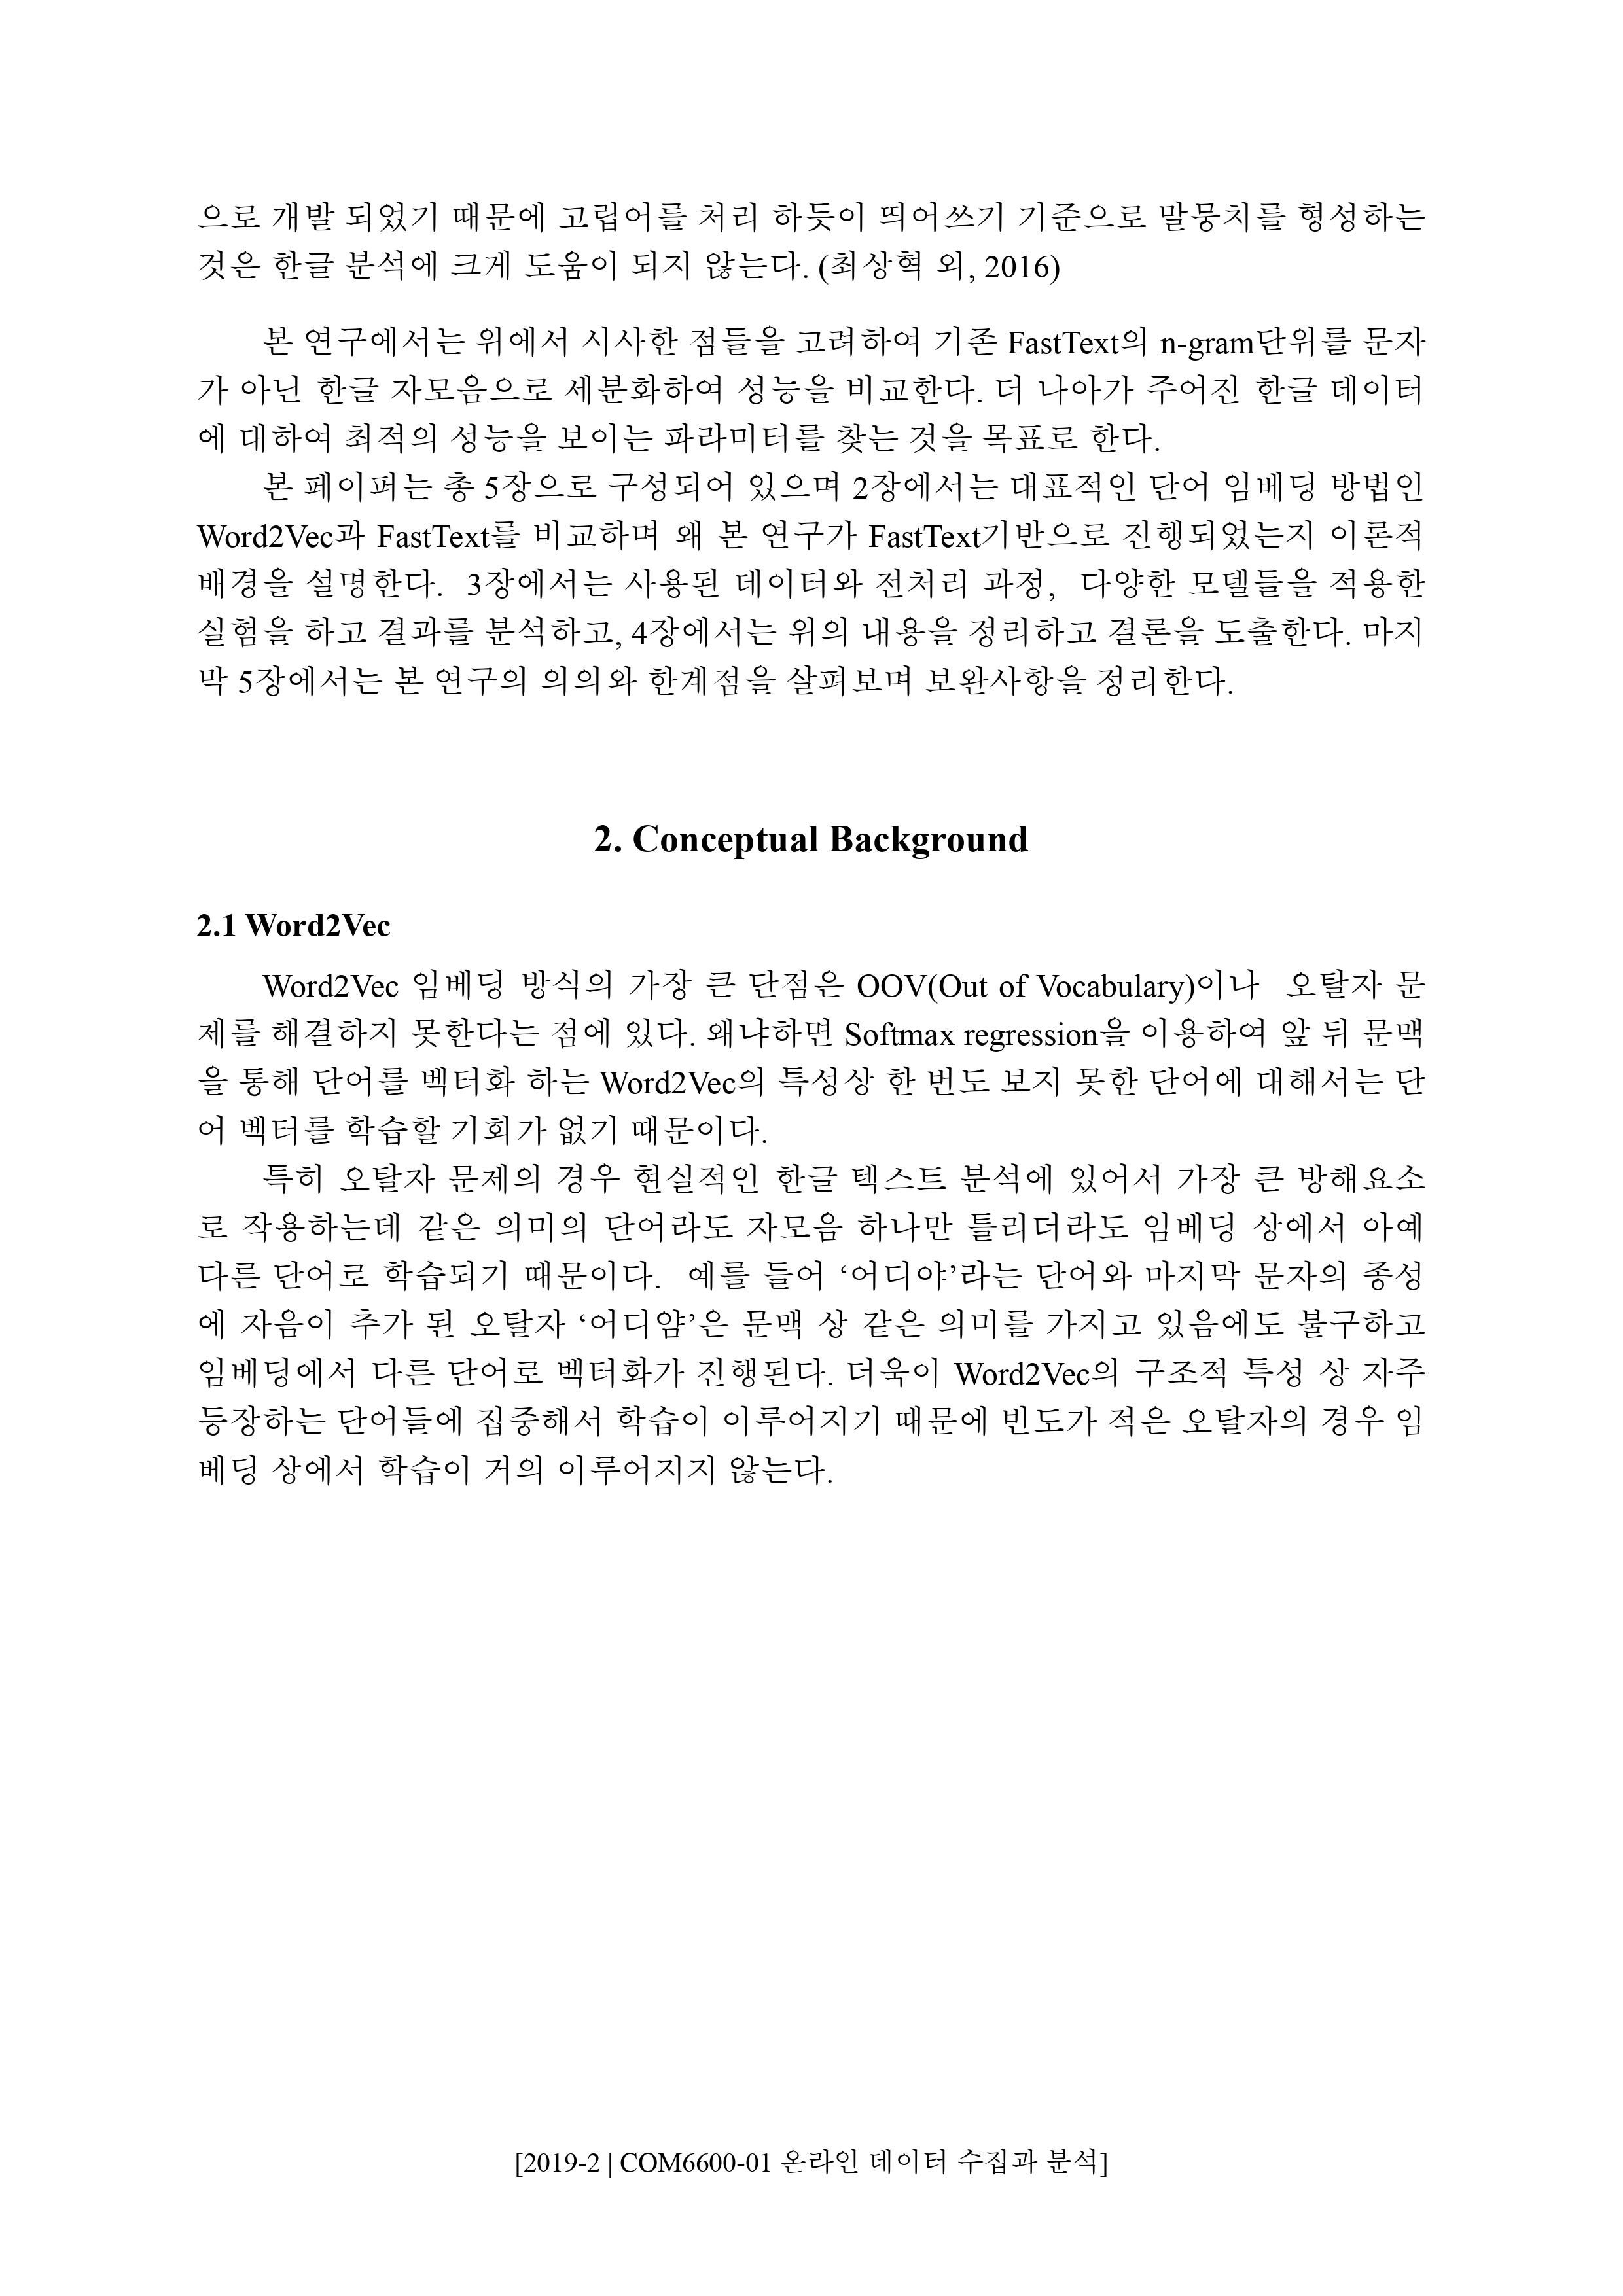 으로 개발 되었기 때문에 고립어를 처리 하듯이 띄어쓰기 기준으로 말뭉치를 형성하는
것은 한글 분석에 크게 도움이 되지 않는다. (최상혁 외, 2016)
본 연구에서는 위에서 시사한 점들을 고려하여 기존 FastText의 n-gram단위를 문자
가 아닌 한글 자모음으로 세분화하여 성능을 비교한다. 더 나아가 주어진 한글 데이터
에 대하여 최적의 성능을 보이는 파라미터를 찾는 것을 목표로 한다.
본 페이퍼는 총 5장으로 구성되어 있으며 2장에서는 대표적인 단어 임베딩 방법인
Word2Vec과 FastText를 비교하며 왜 본 연구가 FastText기반으로 진행되었는지 이론적
배경을 설명한다. 3장에서는 사용된 데이터와 전처리 과정, 다양한 모델들을 적용한
실험을 하고 결과를 분석하고, 4장에서는 위의 내용을 정리하고 결론을 도출한다. 마지
막 5장에서는 본 연구의 의의와 한계점을 살펴보며 보완사항을 정리한다.
2. Conceptual Background
2.1 Word2Vec
Word2Vec 임베딩 방식의 가장 큰 단점은 OOV(Out of Vocabulary)이나 오탈자 문
제를 해결하지 못한다는 점에 있다. 왜냐하면 Softmax regression을 이용하여 앞 뒤 문맥
을 통해 단어를 벡터화 하는 Word2Vec의 특성상 한 번도 보지 못한 단어에 대해서는 단
어 벡터를 학습할 기회가 없기 때문이다.
특히 오탈자 문제의 경우 현실적인 한글 텍스트 분석에 있어서 가장 큰 방해요소
로 작용하는데 같은 의미의 단어라도 자모음 하나만 틀리더라도 임베딩 상에서 아예
다른 단어로 학습되기 때문이다. 예를 들어 ‘어디야’라는 단어와 마지막 문자의 종성
에 자음이 추가 된 오탈자 ‘어디얌’은 문맥 상 같은 의미를 가지고 있음에도 불구하고
임베딩에서 다른 단어로 벡터화가 진행된다. 더욱이 Word2Vec의 구조적 특성 상 자주
등장하는 단어들에 집중해서 학습이 이루어지기 때문에 빈도가 적은 오탈자의 경우 임
베딩 상에서 학습이 거의 이루어지지 않는다.
[2019-2 | COM6600-01 온라인 데이터 수집과 분석]